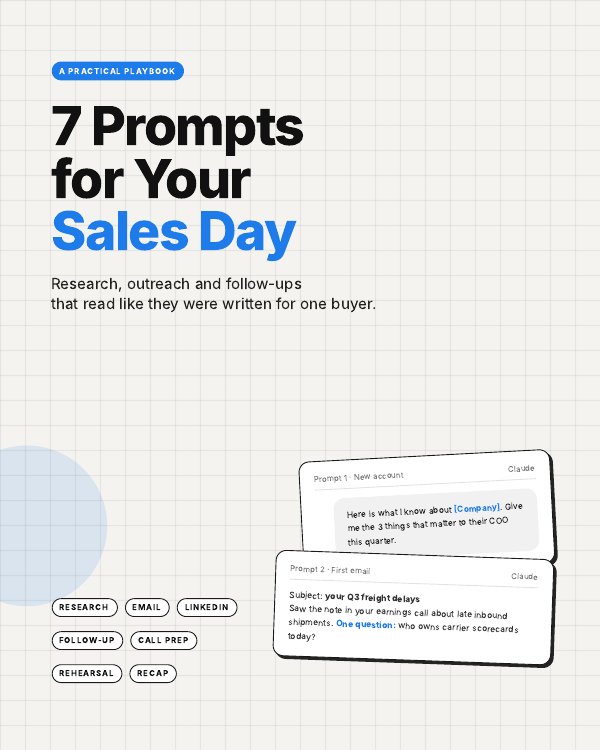 A PRACTICAL PLAYBOOK
7 Prompts
for Your
Sales Day
Research, outreach and follow-ups
that read like they were written for one buyer.
Prompt 1 · New account
Claude
Here is what I know about [Company]. Give
me the 3 things that matter to their COO
this quarter.
Prompt 2 · First email
Claude
Subject: your Q3 freight delays
Saw the note in your earnings call about late inbound
shipments. One question: who owns carrier scorecards
today?
RESEARCH
EMAIL
LINKEDIN
FOLLOW-UP
CALL PREP
REHEARSAL
RECAP